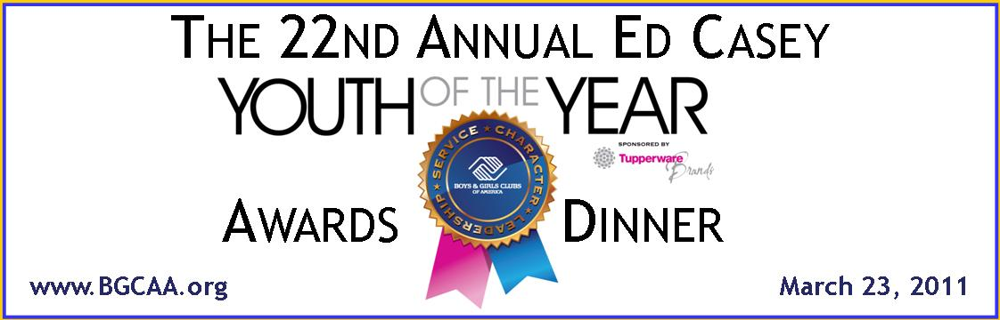 The 22nd Annual Ed Casey
YOUTH OF THE YEAR
SPONSORED BY
Tupperware
Brands
SERVICE ★ CHARACTER ★ LEADERSHIP ★
BOYS & GIRLS CLUBS
OF AMERICA
Awards Dinner
www.BGCAA.org
March 23, 2011